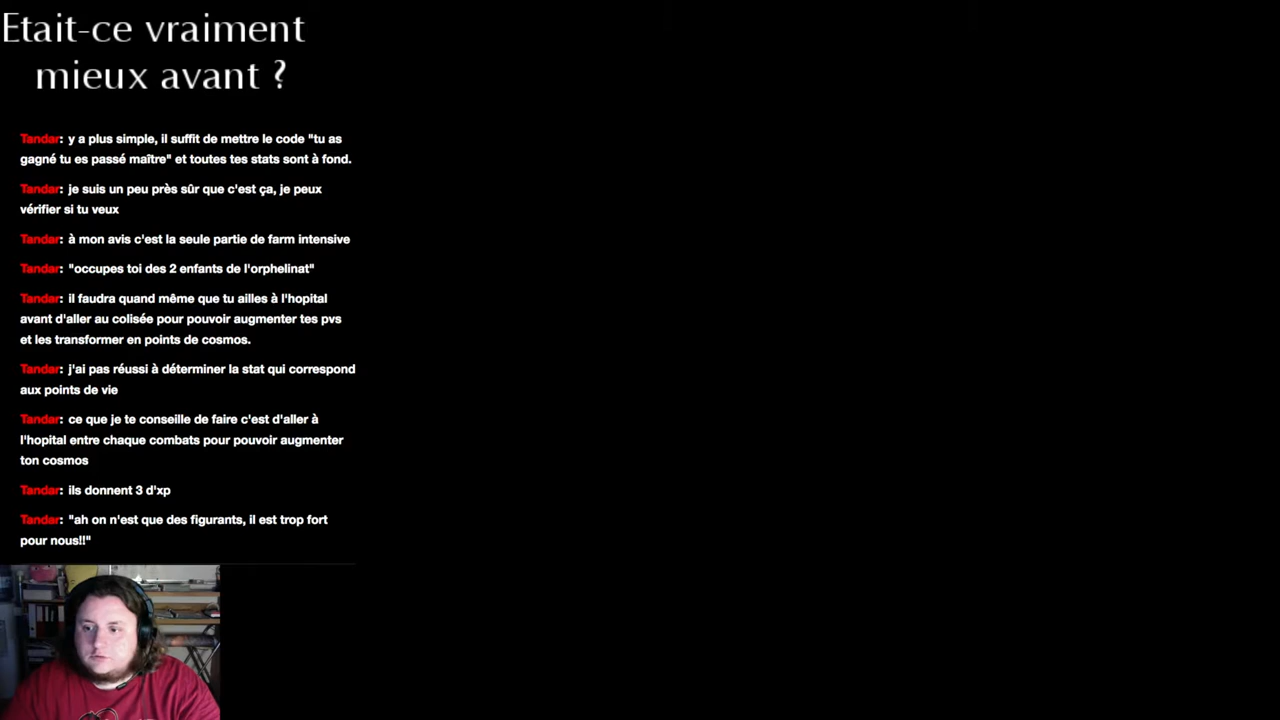 Etait-ce vraiment
mieux avant ?
Tandar: y a plus simple, il suffit de mettre le code "tu as
gagné tu es passé maître" et toutes tes stats sont à fond.
Tandar: je suis un peu près sûr que c'est ça, je peux
vérifier si tu veux
Tandar: à mon avis c'est la seule partie de farm intensive
Tandar: "occupes toi des 2 enfants de l'orphelinat"
Tandar: il faudra quand même que tu ailles à l'hopital
avant d'aller au colisée pour pouvoir augmenter tes pvs
et les transformer en points de cosmos.
Tandar: j'ai pas réussi à déterminer la stat qui correspond
aux points de vie
Tandar: ce que je te conseille de faire c'est d'aller à
l'hopital entre chaque combats pour pouvoir augmenter
ton cosmos
Tandar: ils donnent 3 d'xp
Tandar: "ah on n'est que des figurants, il est trop fort
pour nous!!"